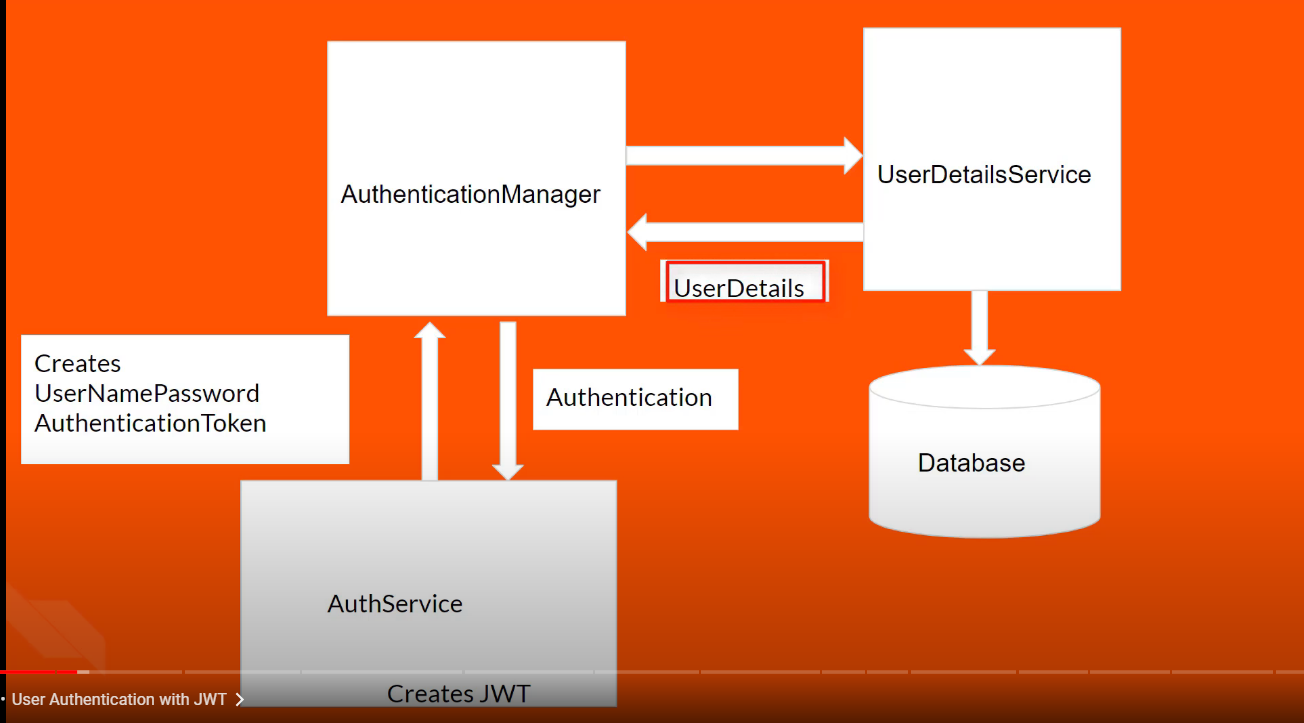 AuthenticationManager
UserDetailsService
UserDetails
Creates
UserNamePassword
AuthenticationToken
Authentication
Database
AuthService
Creates JWT
• User Authentication with JWT >